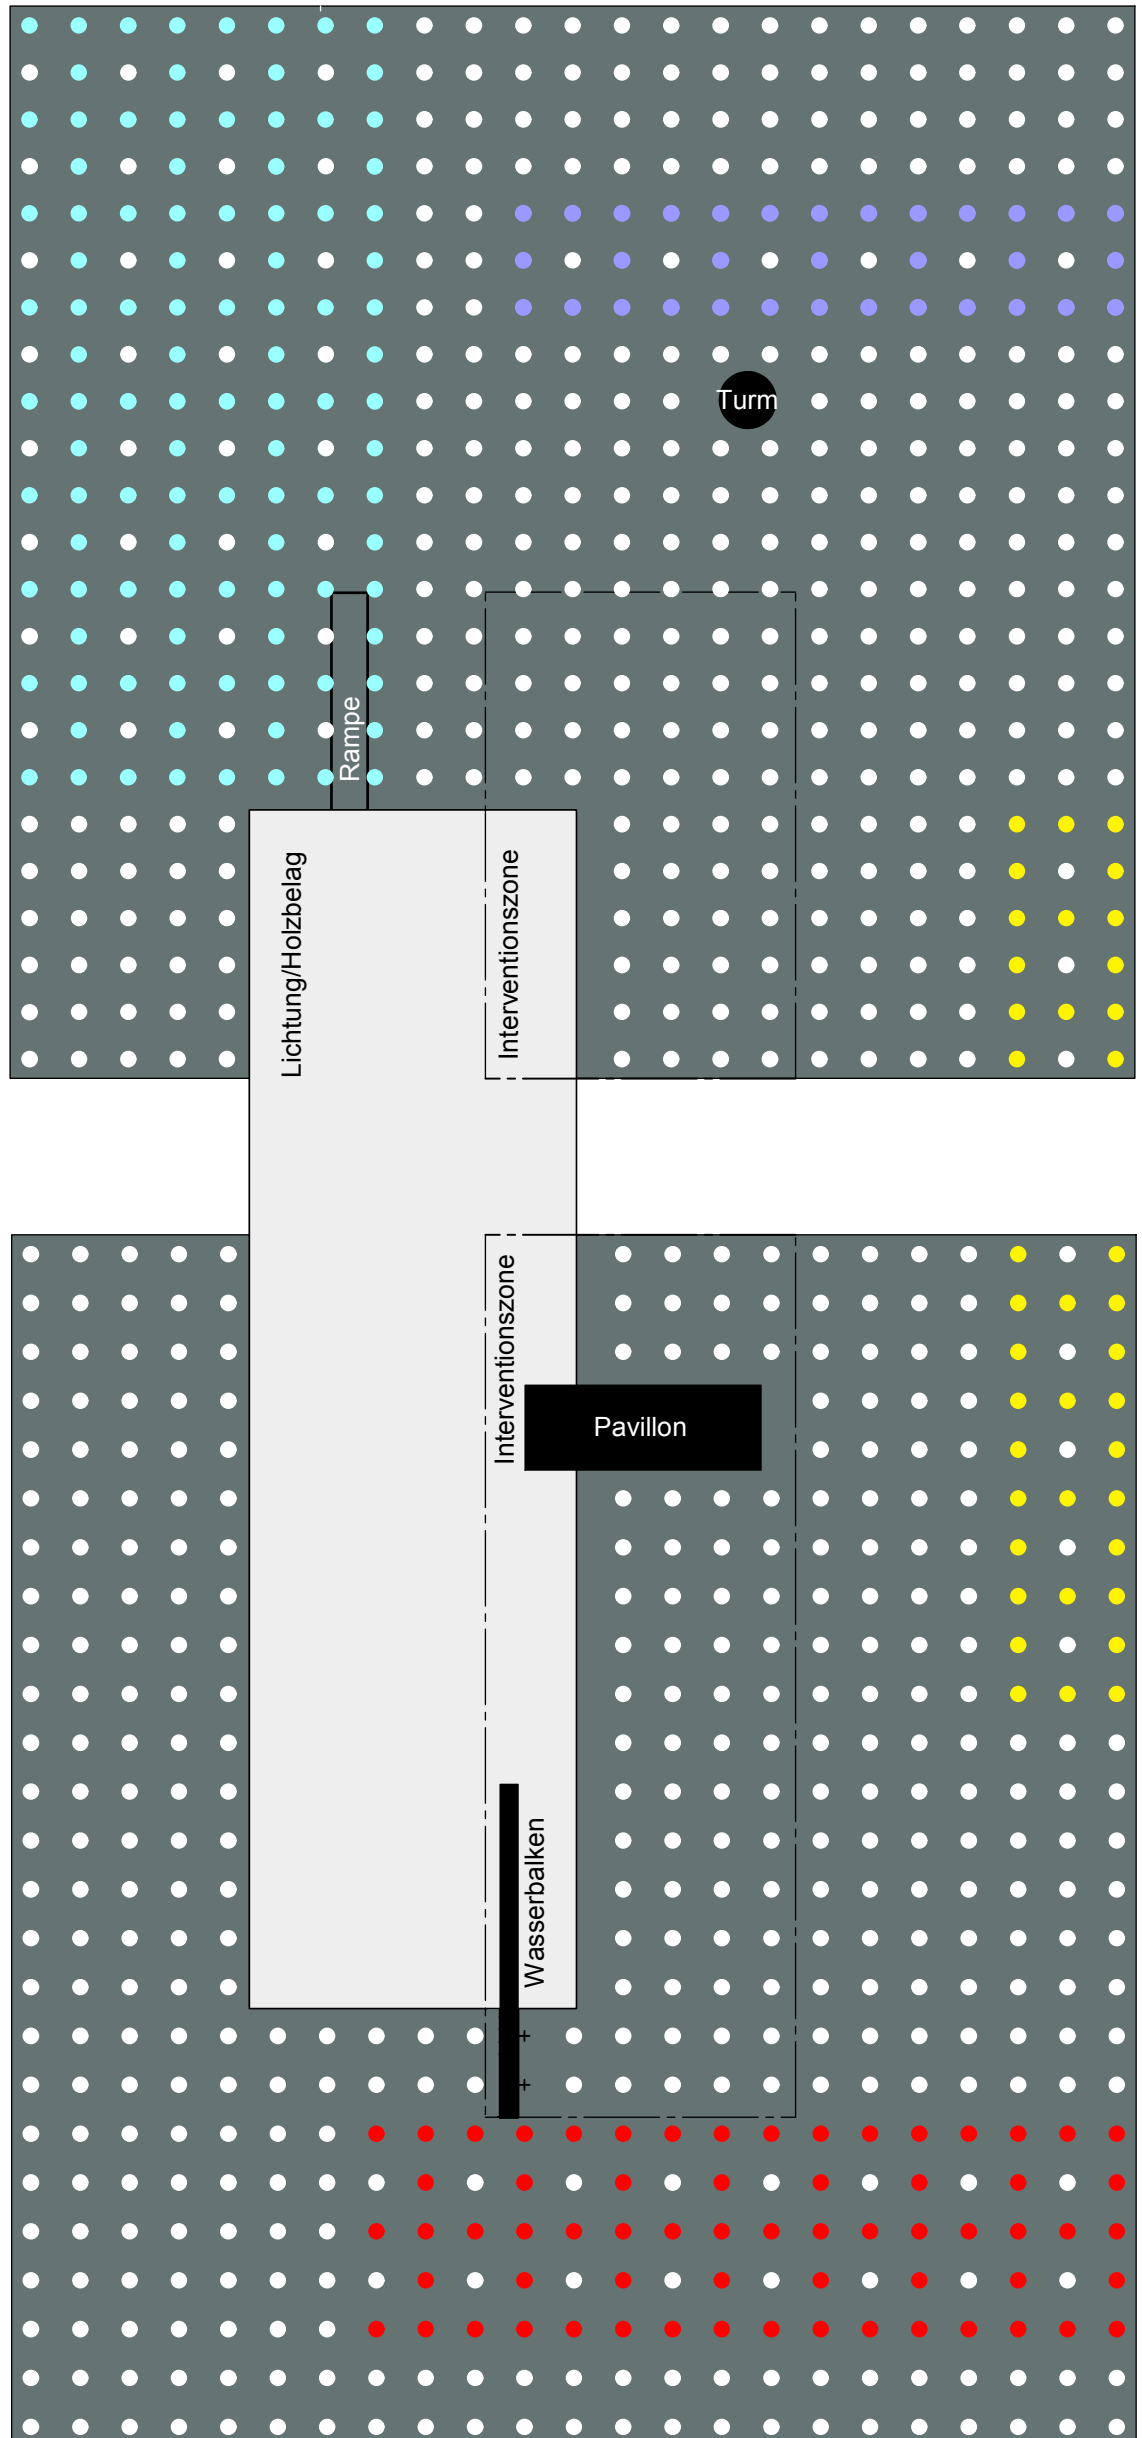 Turm
Rampe
Lichtung/Holzbelag
Interventionszone
Interventionszone
Pavillon
Wasserbalken